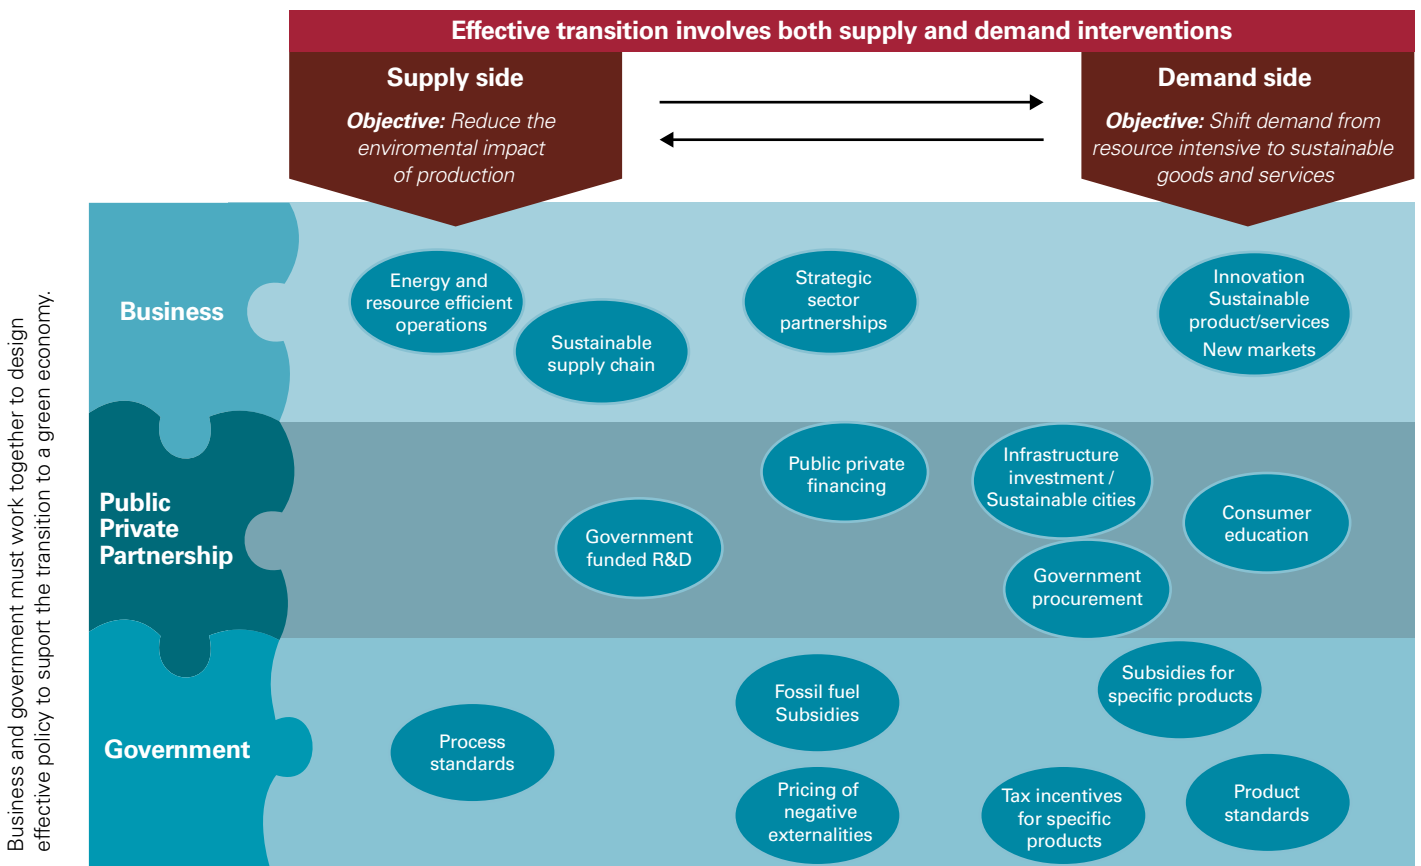 Effective transition involves both supply and demand interventions
Supply side
Objective: Reduce the
enviromental impact
of production
Demand side
Objective: Shift demand from
resource intensive to sustainable
goods and services
Business and government must work together to design
effective policy to suport the transition to a green economy.
Business
Energy and
resource efficient
operations
Sustainable
supply chain
Strategic
sector
partnerships
Innovation
Sustainable
product/services
New markets
Public
Private
Partnership
Government
funded R&D
Public private
financing
Infrastructure
investment /
Sustainable cities
Government
procurement
Consumer
education
Government
Process
standards
Fossil fuel
Subsidies
Pricing of
negative
externalities
Subsidies for
specific products
Tax incentives
for specific
products
Product
standards